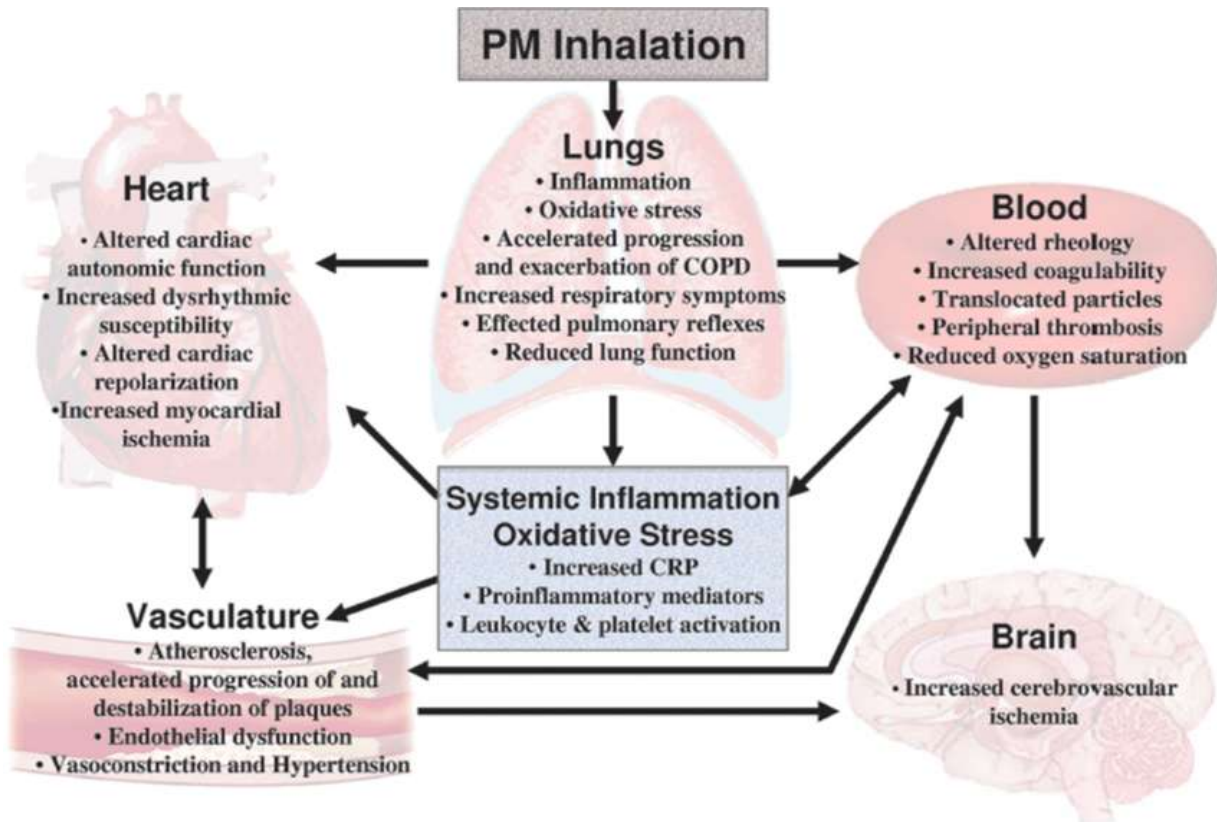 PM Inhalation
Lungs
• Inflammation
• Oxidative stress
• Accelerated progression
and exacerbation of COPD
• Increased respiratory symptoms
• Effected pulmonary reflexes
• Reduced lung function
Heart
• Altered cardiac
autonomic function
• Increased dysrhythmic
susceptibility
• Altered cardiac
repolarization
•Increased myocardial
ischemia
Blood
• Altered rheology
• Increased coagulability
• Translocated particles
• Peripheral thrombosis
• Reduced oxygen saturation
Systemic Inflammation
Oxidative Stress
• Increased CRP
• Proinflammatory mediators
• Leukocyte & platelet activation
Vasculature
• Atherosclerosis,
accelerated progression of and
destabilization of plaques
• Endothelial dysfunction
• Vasoconstriction and Hypertension
Brain
• Increased cerebrovascular
ischemia